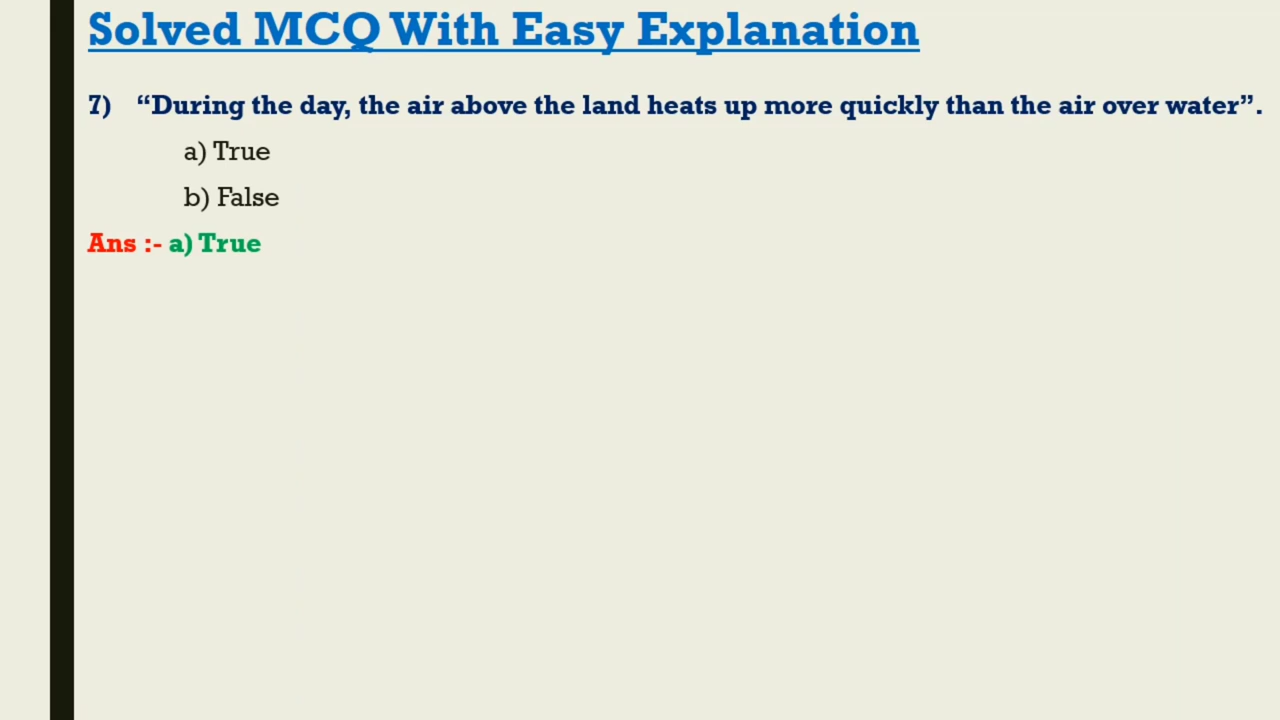 Solved MCQ With Easy Explanation
7) “During the day, the air above the land heats up more quickly than the air over water”.
a) True
b) False
Ans :- a) True